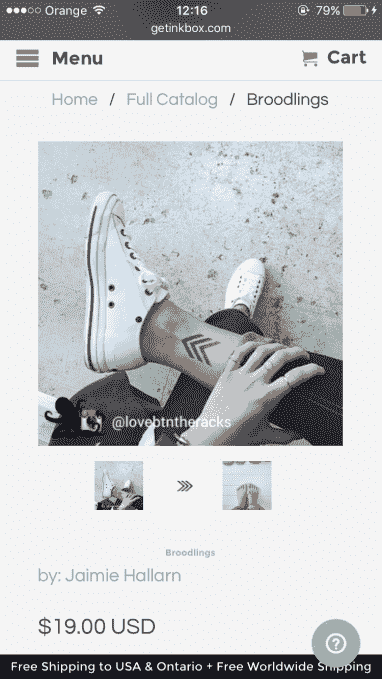 Orange 12:16 79%
getinkbox.com
Menu Cart
Home / Full Catalog / Broodlings
@lovebtntheracks
Broodlings
by: Jaimie Hallarn
$19.00 USD
Free Shipping to USA & Ontario + Free Worldwide Shipping